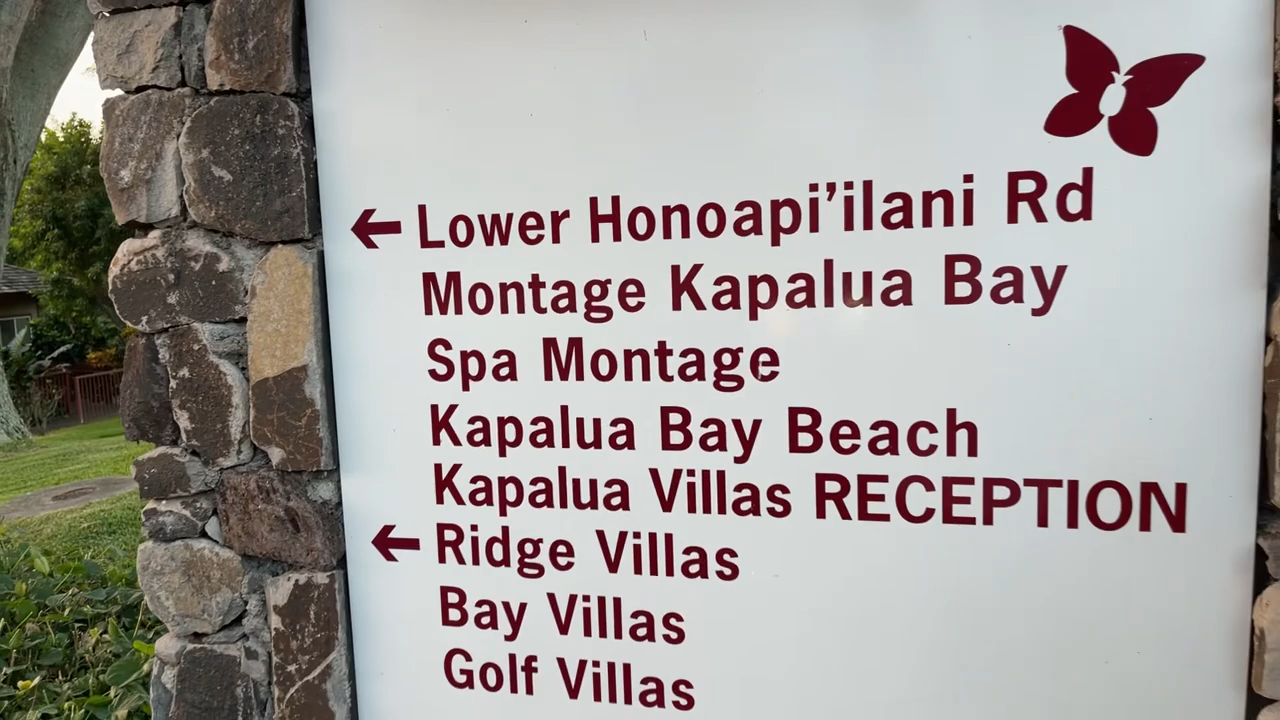 ← Lower Honoapi’ilani Rd
Montage Kapalua Bay
Spa Montage
Kapalua Bay Beach
Kapalua Villas RECEPTION
← Ridge Villas
Bay Villas
Golf Villas